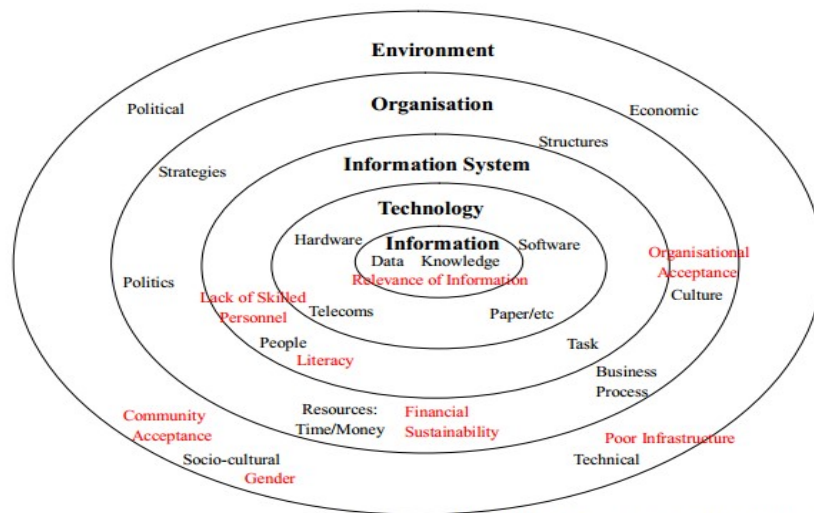 Environment
Political
Economic
Organisation
Structures
Strategies
Information System
Technology
Hardware
Information
Software
Data Knowledge
Relevance of Information
Organisational
Acceptance
Politics
Culture
Lack of Skilled
Personnel
Telecoms
Paper/etc
People
Task
Literacy
Business
Process
Resources:
Time/Money
Financial
Sustainability
Community
Acceptance
Poor Infrastructure
Socio-cultural
Technical
Gender